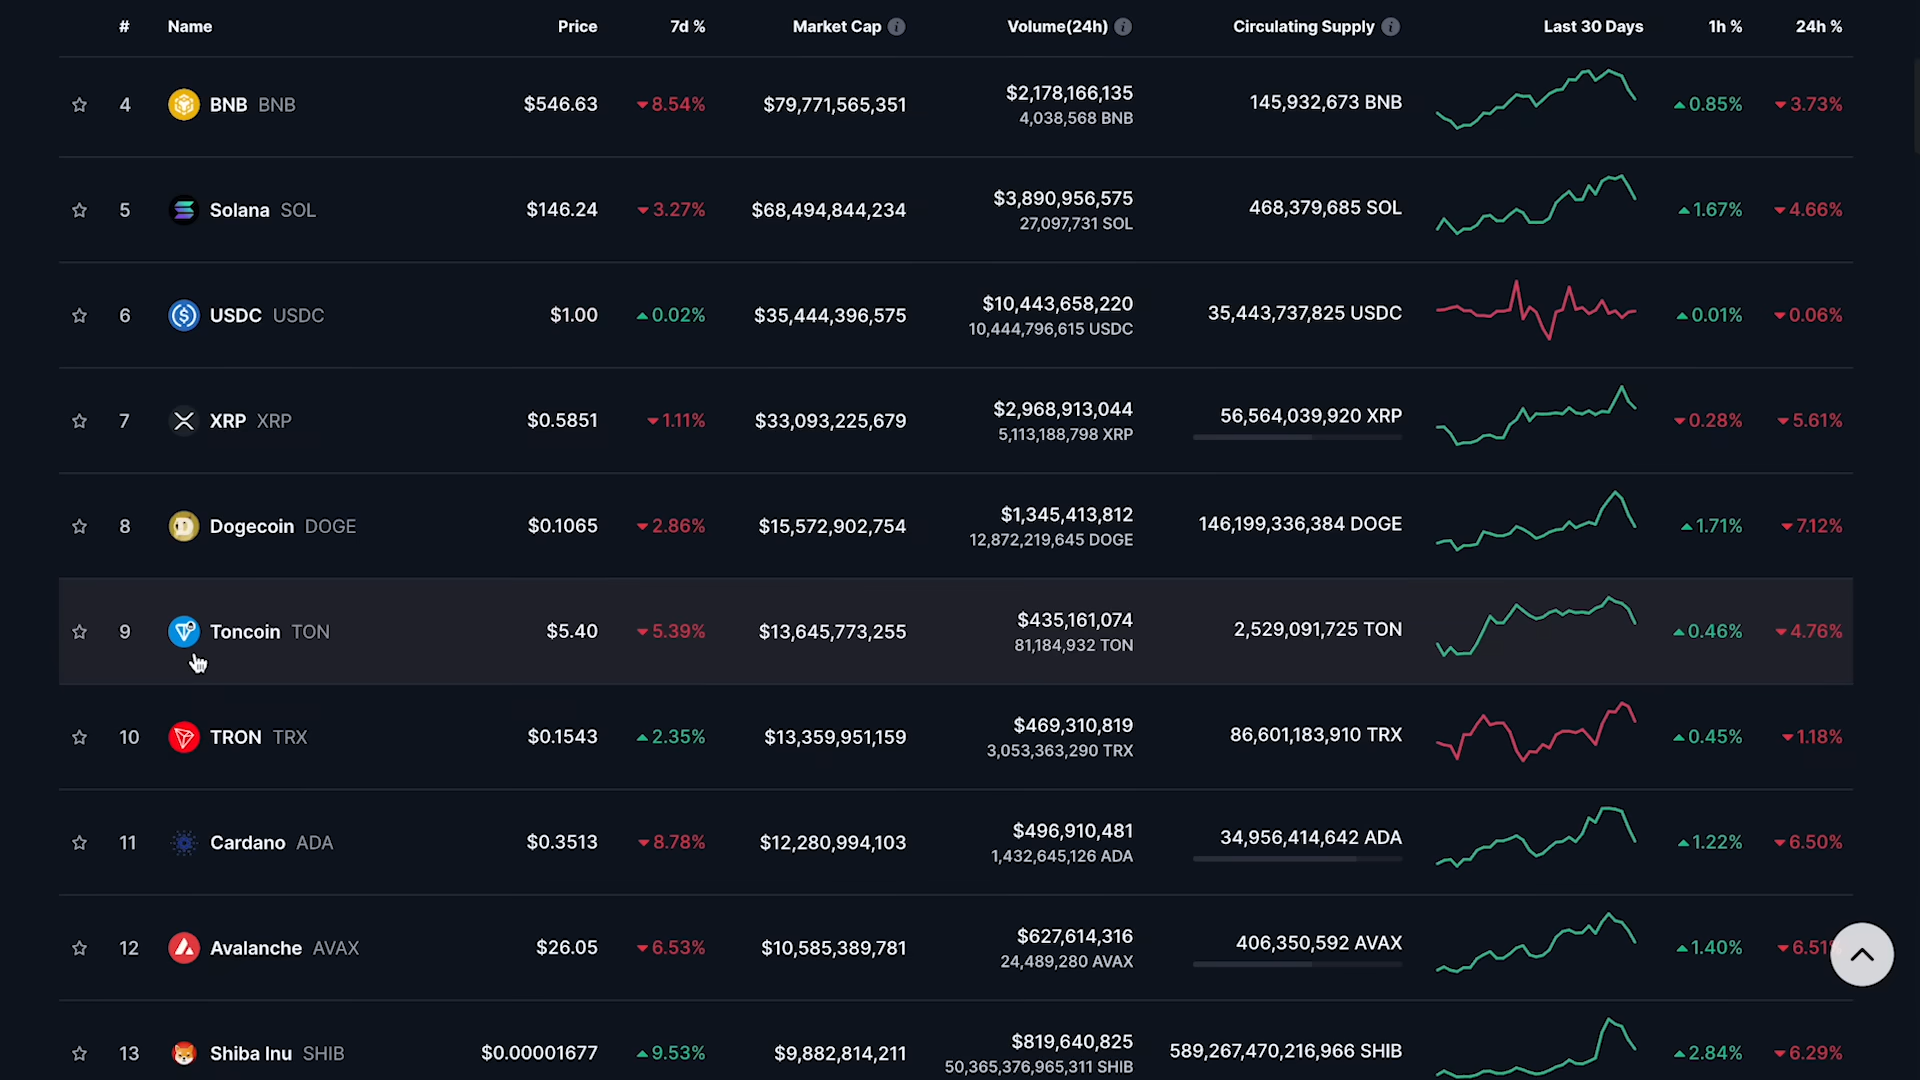 # Name Price 7d % Market Cap Volume(24h) Circulating Supply Last 30 Days 1h % 24h %
4 BNB BNB $546.63 8.54% $79,771,565,351 $2,178,166,135 145,932,673 BNB 0.85% 3.73%
4,038,568 BNB
5 Solana SOL $146.24 3.27% $68,494,844,234 $3,890,956,575 468,379,685 SOL 1.67% 4.66%
27,097,731 SOL
6 USDC USDC $1.00 0.02% $35,444,396,575 $10,443,658,220 35,443,737,825 USDC 0.01% 0.06%
10,444,796,615 USDC
7 XRP XRP $0.5851 1.11% $33,093,225,679 $2,968,913,044 56,564,039,920 XRP 0.28% 5.61%
5,113,188,798 XRP
8 Dogecoin DOGE $0.1065 2.86% $15,572,902,754 $1,345,413,812 146,199,336,384 DOGE 1.71% 7.12%
12,872,219,645 DOGE
9 Toncoin TON $5.40 5.39% $13,645,773,255 $435,161,074 2,529,091,725 TON 0.46% 4.76%
81,184,932 TON
10 TRON TRX $0.1543 2.35% $13,359,951,159 $469,310,819 86,601,183,910 TRX 0.45% 1.18%
3,053,363,290 TRX
11 Cardano ADA $0.3513 8.78% $12,280,994,103 $496,910,481 34,956,414,642 ADA 1.22% 6.50%
1,432,645,126 ADA
12 Avalanche AVAX $26.05 6.53% $10,585,389,781 $627,614,316 406,350,592 AVAX 1.40% 6.51%
24,489,280 AVAX
13 Shiba Inu SHIB $0.00001677 9.53% $9,882,814,211 $819,640,825 589,267,470,216,966 SHIB 2.84% 6.29%
50,365,376,965,311 SHIB